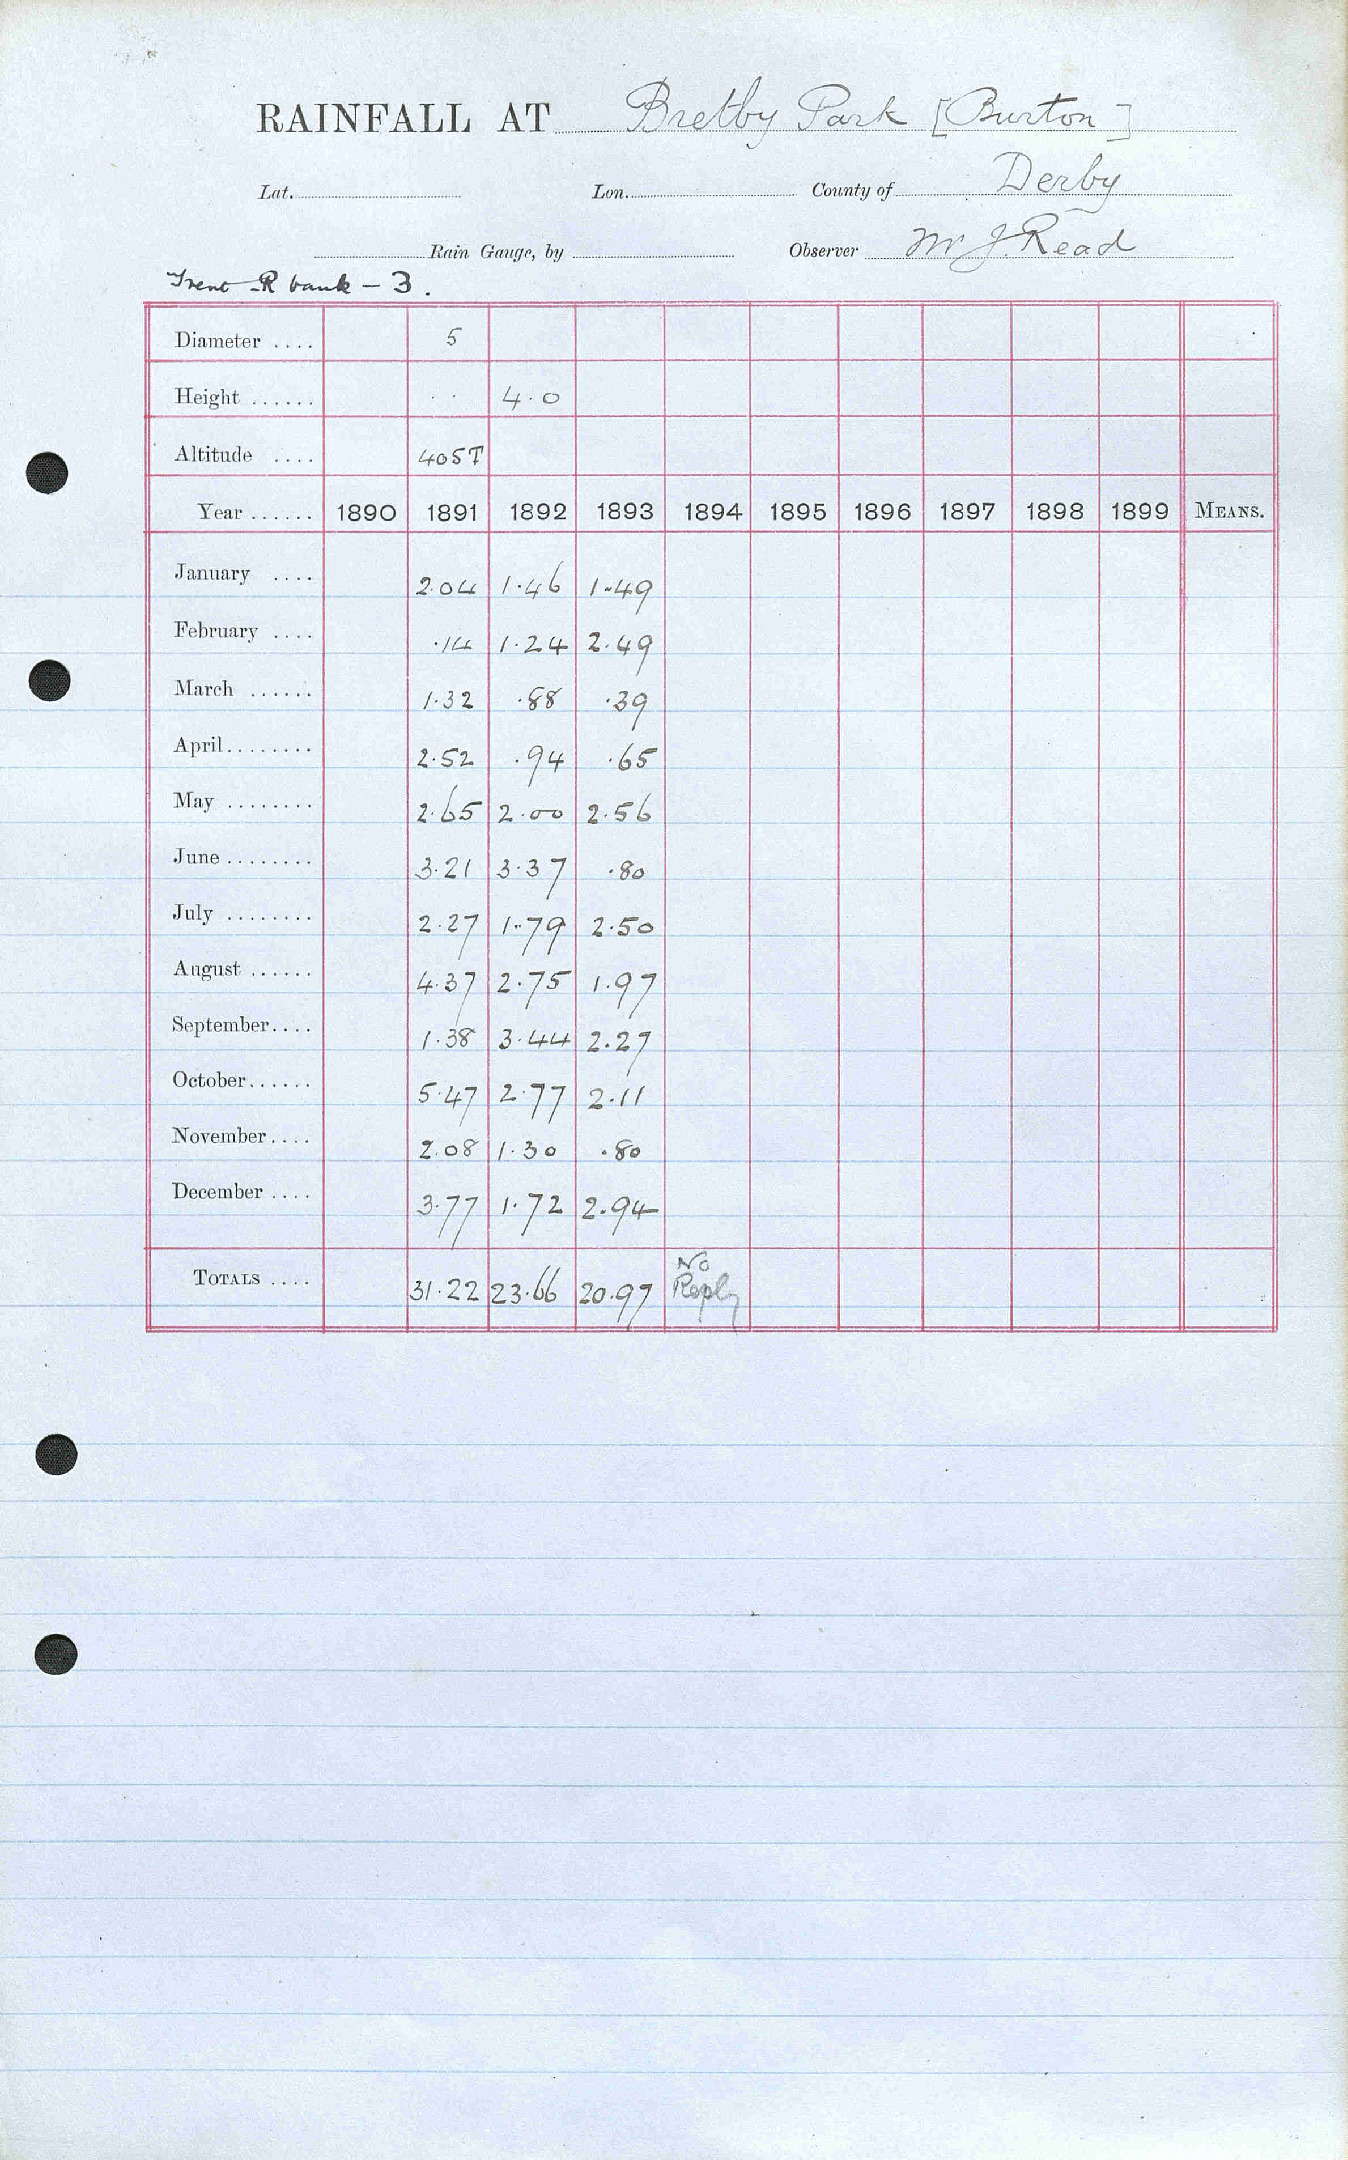 RAINFALL AT Bretby Park [Burton]
Lat. Lon. County of Derby
Rain Gauge, by Observer Mr J. Read
Trent R bank - 3.
Diameter .... 5
Height ...... .. 4.0
Altitude .... 405T
Year ...... 1890 1891 1892 1893 1894 1895 1896 1897 1898 1899 MEANS.
January .... 2.04 1.46 1.49
February .... .14 1.24 2.49
March ...... 1.32 .88 .39
April........ 2.52 .94 .65
May ........ 2.65 2.00 2.56
June ........ 3.21 3.37 .80
July ........ 2.27 1.79 2.50
August ...... 4.37 2.75 1.97
September.... 1.38 3.44 2.27
October...... 5.47 2.77 2.11
November.... 2.08 1.30 .80
December .... 3.77 1.72 2.94
TOTALS .... 31.22 23.66 20.97 No Reply